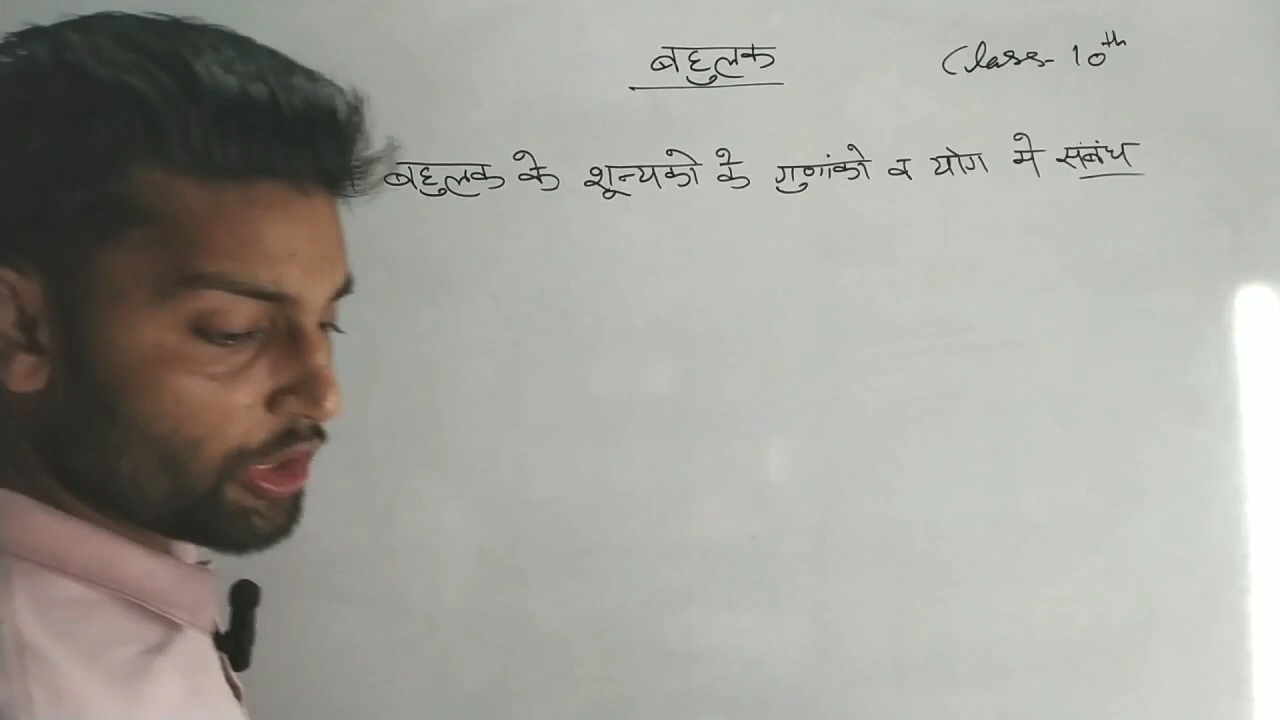 बहुलक Class- 10th
बहुलक के शून्यको के गुणांको व योग मे संबंध